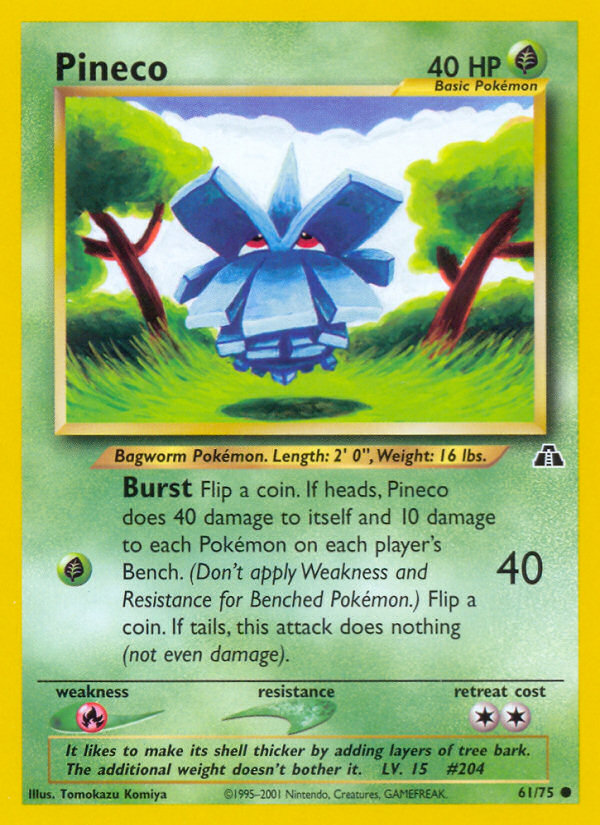 Pineco
40 HP
Basic Pokémon
Bagworm Pokémon. Length: 2' 0", Weight: 16 lbs.
Burst Flip a coin. If heads, Pineco
does 40 damage to itself and 10 damage
to each Pokémon on each player's
Bench. (Don't apply Weakness and
Resistance for Benched Pokémon.) Flip a
coin. If tails, this attack does nothing
(not even damage).
40
weakness
resistance
retreat cost
It likes to make its shell thicker by adding layers of tree bark.
The additional weight doesn't bother it. LV. 15 #204
Illus. Tomokazu Komiya
©1995–2001 Nintendo, Creatures, GAMEFREAK.
61/75